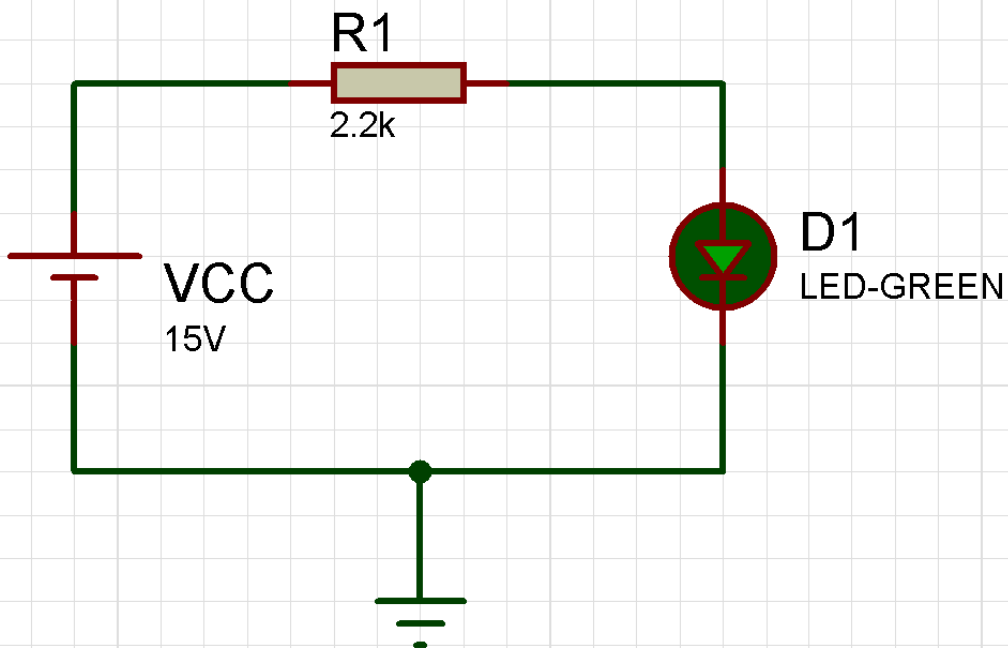 R1
2.2k
D1
LED-GREEN
VCC
15V